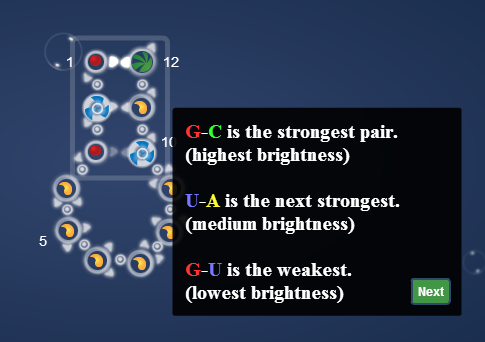 1
12
10
5
G-C is the strongest pair.
(highest brightness)
U-A is the next strongest.
(medium brightness)
G-U is the weakest.
(lowest brightness)
Next